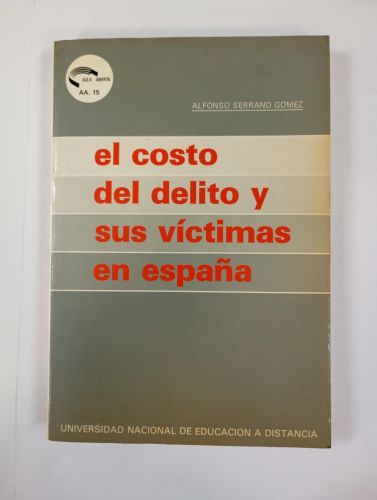 AULA ABIERTA
AA. 15
ALFONSO SERRANO GOMEZ
el costo
del delito y
sus víctimas
en españa
UNIVERSIDAD NACIONAL DE EDUCACION A DISTANCIA